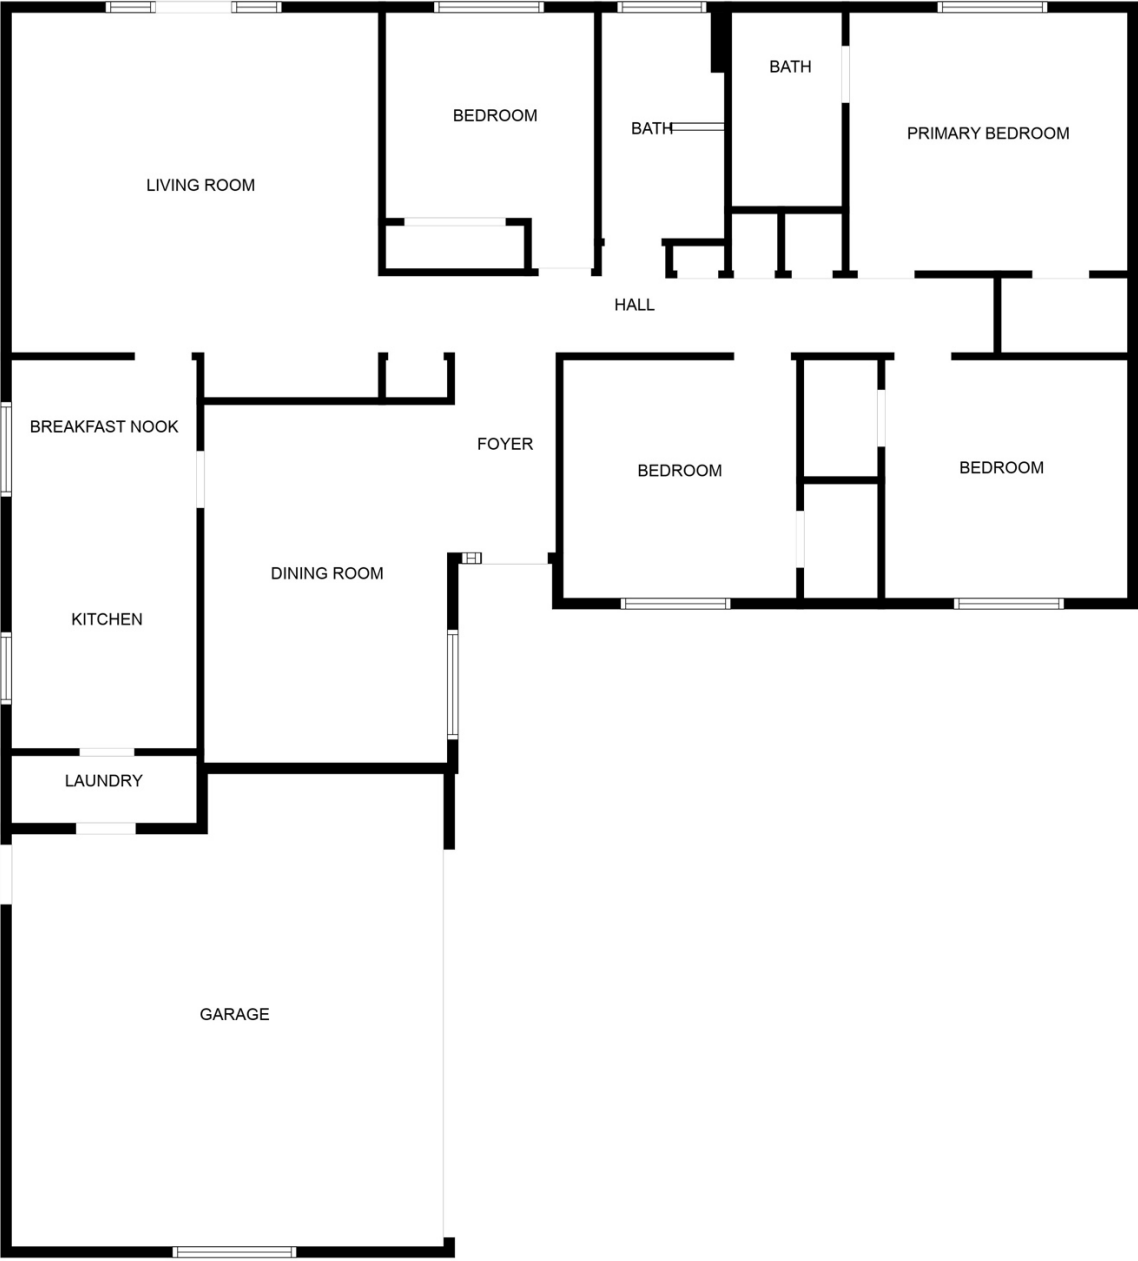 BATH
BEDROOM
BATH
PRIMARY BEDROOM
LIVING ROOM
HALL
BREAKFAST NOOK
FOYER
BEDROOM
BEDROOM
DINING ROOM
KITCHEN
LAUNDRY
GARAGE